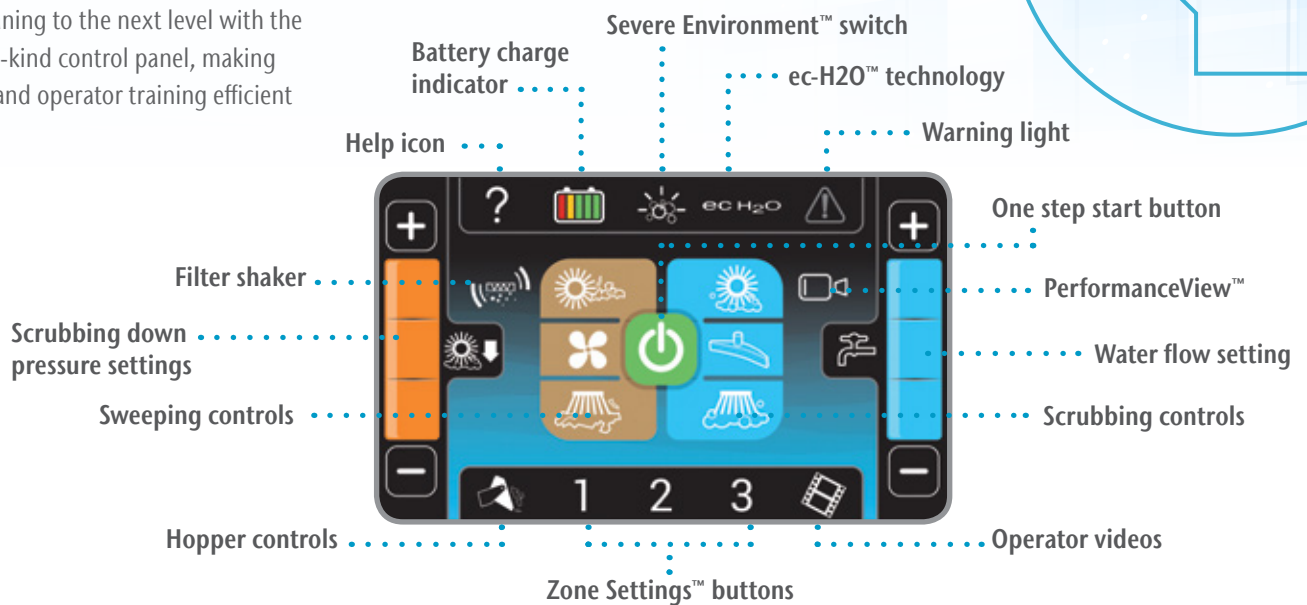 ning to the next level with the
-kind control panel, making
and operator training efficient
Severe Environment™ switch
Battery charge
indicator
ec-H2O™ technology
Help icon
Warning light
?
ec H₂O
+
+
One step start button
Filter shaker
PerformanceView™
Scrubbing down
pressure settings
Water flow setting
Sweeping controls
Scrubbing controls
−
−
1 2 3
Hopper controls
Operator videos
Zone Settings™ buttons